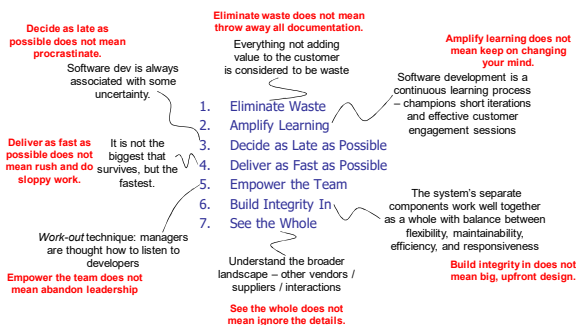 Eliminate waste does not mean
throw away all documentation.
Decide as late as
possible does not mean
procrastinate.
Everything not adding
value to the customer
is considered to be waste
Amplify learning does not
mean keep on changing
your mind.
Software dev is always
associated with some
uncertainty.
Software development is a
continuous learning process
– champions short iterations
and effective customer
engagement sessions
1. Eliminate Waste
2. Amplify Learning
3. Decide as Late as Possible
4. Deliver as Fast as Possible
5. Empower the Team
6. Build Integrity In
7. See the Whole
Deliver as fast as
possible does not
mean rush and do
sloppy work.
It is not the
biggest that
survives, but the
fastest.
The system's separate
components work well together
as a whole with balance between
flexibility, maintainability,
efficiency, and responsiveness
Work-out technique: managers
are thought how to listen to
developers
Empower the team does not
mean abandon leadership
Understand the broader
landscape – other vendors /
suppliers / interactions
Build integrity in does not
mean big, upfront design.
See the whole does not
mean ignore the details.